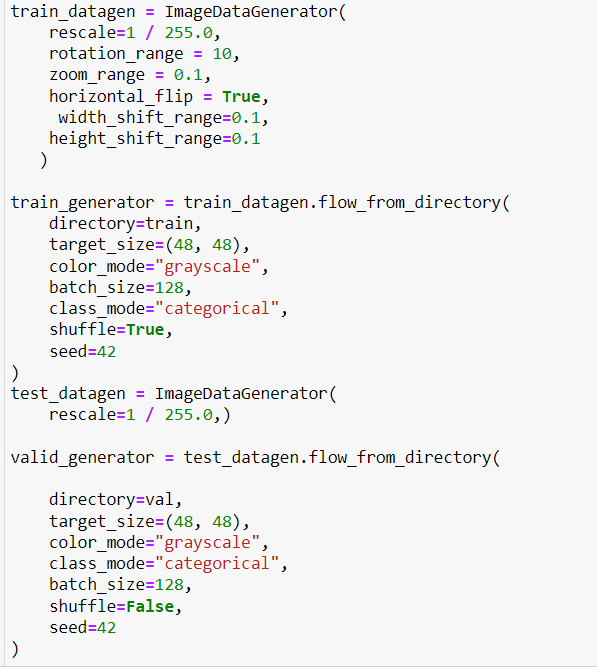 train_datagen = ImageDataGenerator(
    rescale=1 / 255.0,
    rotation_range = 10,
    zoom_range = 0.1,
    horizontal_flip = True,
     width_shift_range=0.1,
    height_shift_range=0.1
   )

train_generator = train_datagen.flow_from_directory(
    directory=train,
    target_size=(48, 48),
    color_mode="grayscale",
    batch_size=128,
    class_mode="categorical",
    shuffle=True,
    seed=42
)
test_datagen = ImageDataGenerator(
    rescale=1 / 255.0,)

valid_generator = test_datagen.flow_from_directory(

    directory=val,
    target_size=(48, 48),
    color_mode="grayscale",
    class_mode="categorical",
    batch_size=128,
    shuffle=False,
    seed=42
)